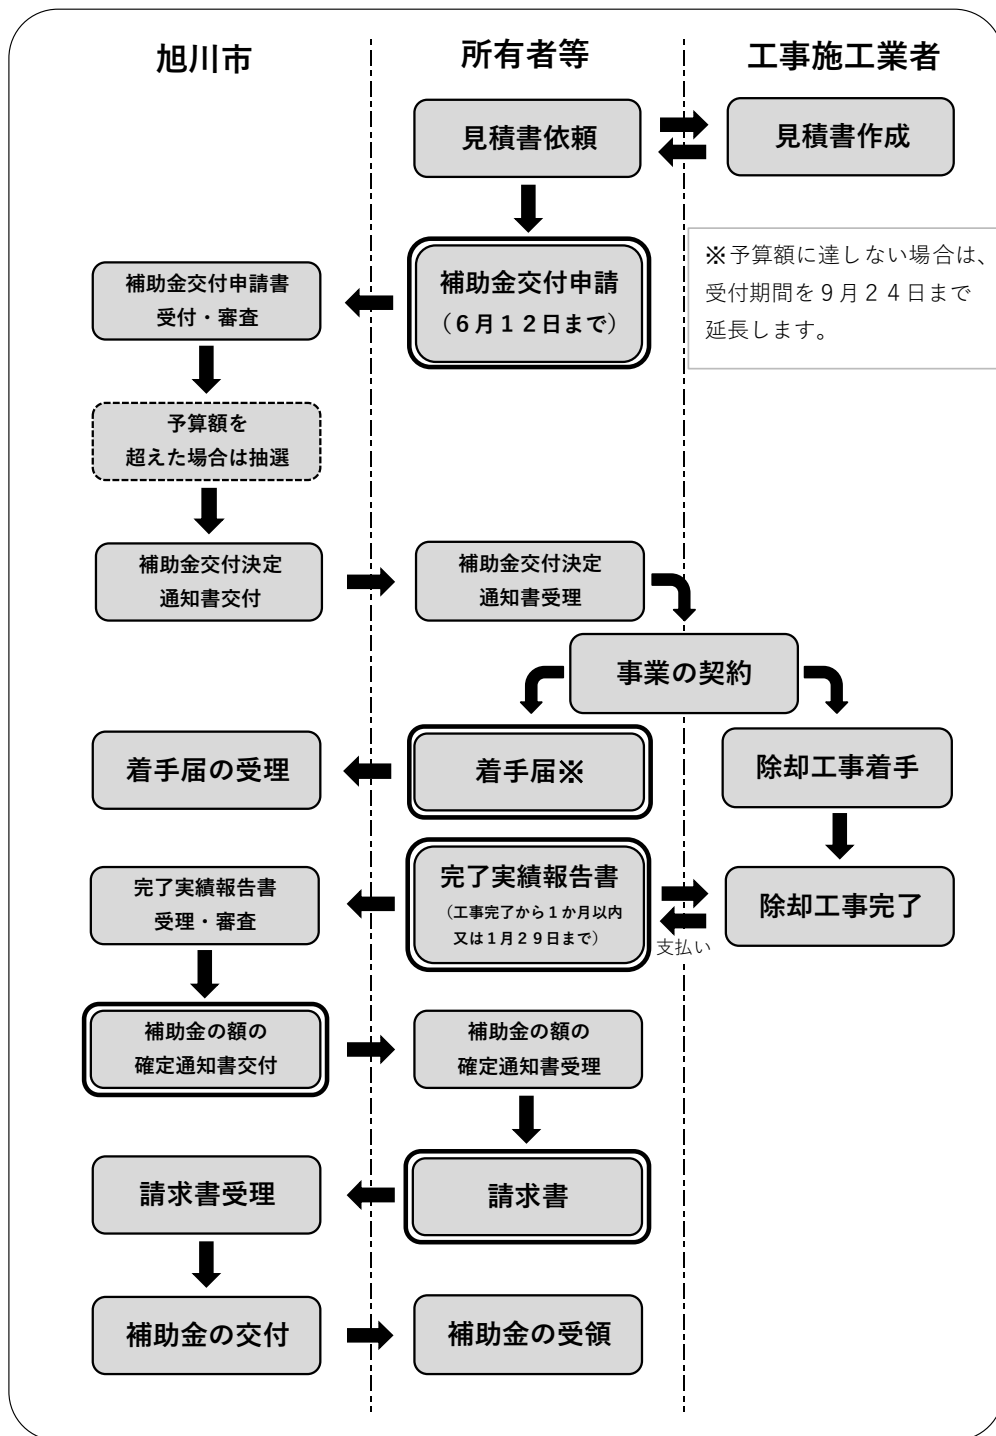 旭川市
所有者等
工事施工業者
見積書依頼
見積書作成
補助金交付申請
（６月１２日まで）
※予算額に達しない場合は、
受付期間を９月２４日まで
延長します。
補助金交付申請書
受付・審査
予算額を
超えた場合は抽選
補助金交付決定
通知書交付
補助金交付決定
通知書受理
事業の契約
着手届の受理
着手届※
除却工事着手
完了実績報告書
受理・審査
完了実績報告書
（工事完了から１か月以内
又は１月２９日まで）
除却工事完了
支払い
補助金の額の
確定通知書交付
補助金の額の
確定通知書受理
請求書受理
請求書
補助金の交付
補助金の受領